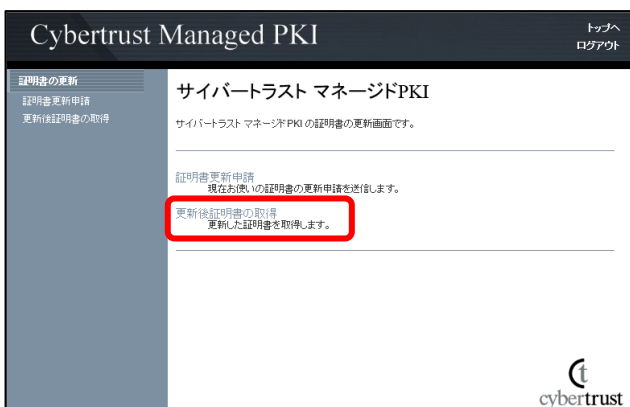 Cybertrust Managed PKI
トップへ
ログアウト
証明書の更新
証明書更新申請
更新後証明書の取得
サイバートラスト マネージドPKI
サイバートラスト マネージド PKI の証明書の更新画面です。
証明書更新申請
現在お使いの証明書の更新申請を送信します。
更新後証明書の取得
更新した証明書を取得します。
cybertrust